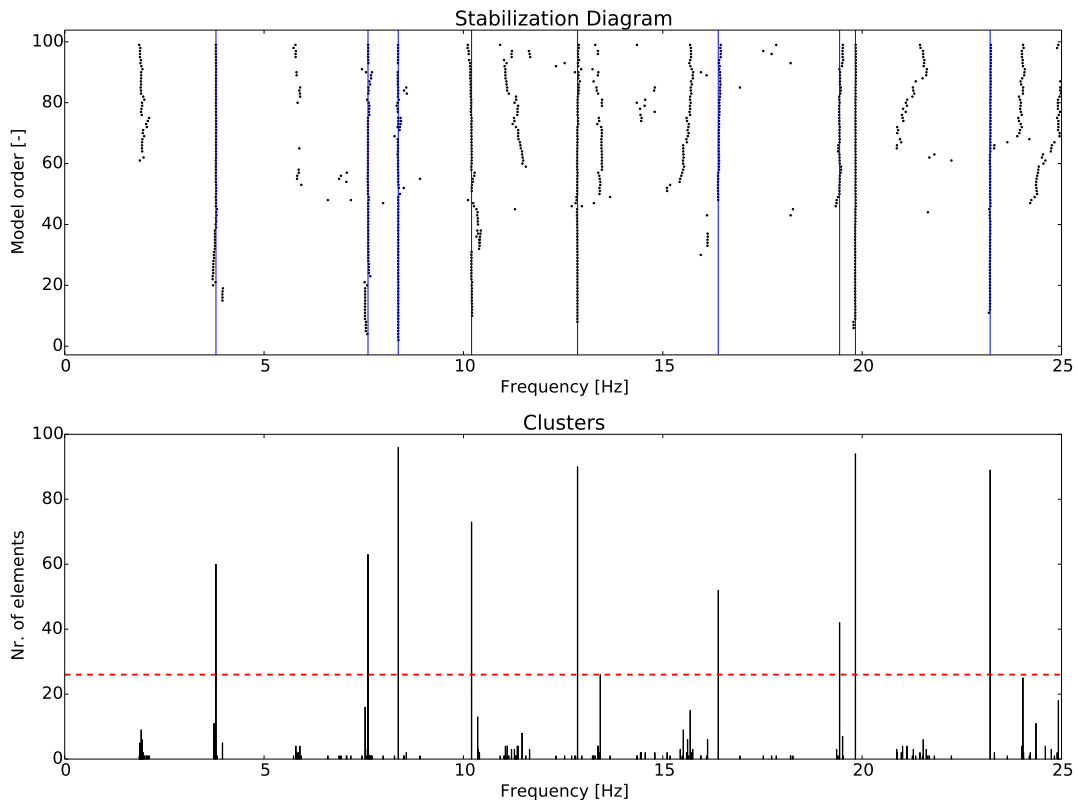 Stabilization Diagram
Model order [-]
100
80
60
40
20
0
0 5 10 15 20 25
Frequency [Hz]
Clusters
Nr. of elements
100
80
60
40
20
0
0 5 10 15 20 25
Frequency [Hz]